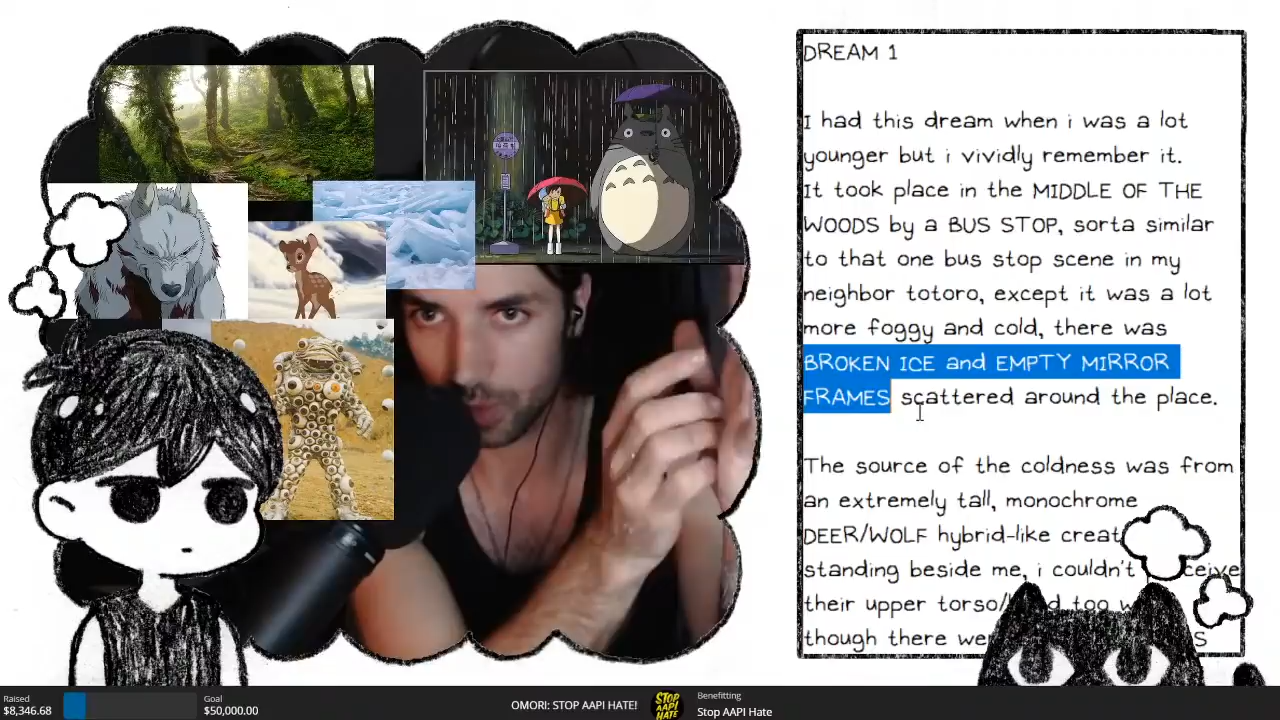 DREAM 1
I had this dream when i was a lot
younger but i vividly remember it.
It took place in the MIDDLE OF THE
WOODS by a BUS STOP, sorta similar
to that one bus stop scene in my
neighbor totoro, except it was a lot
more foggy and cold, there was
BROKEN ICE and EMPTY MIRROR
FRAMES scattered around the place.
The source of the coldness was from
an extremely tall, monochrome
DEER/WOLF hybrid-like creat
standing beside me, i couldn't
their upper torso/ too
though there wer
Raised
$8,346.68
Goal
$50,000.00
OMORI: STOP AAPI HATE!
STOP
AAPI
HATE
Benefitting
Stop AAPI Hate